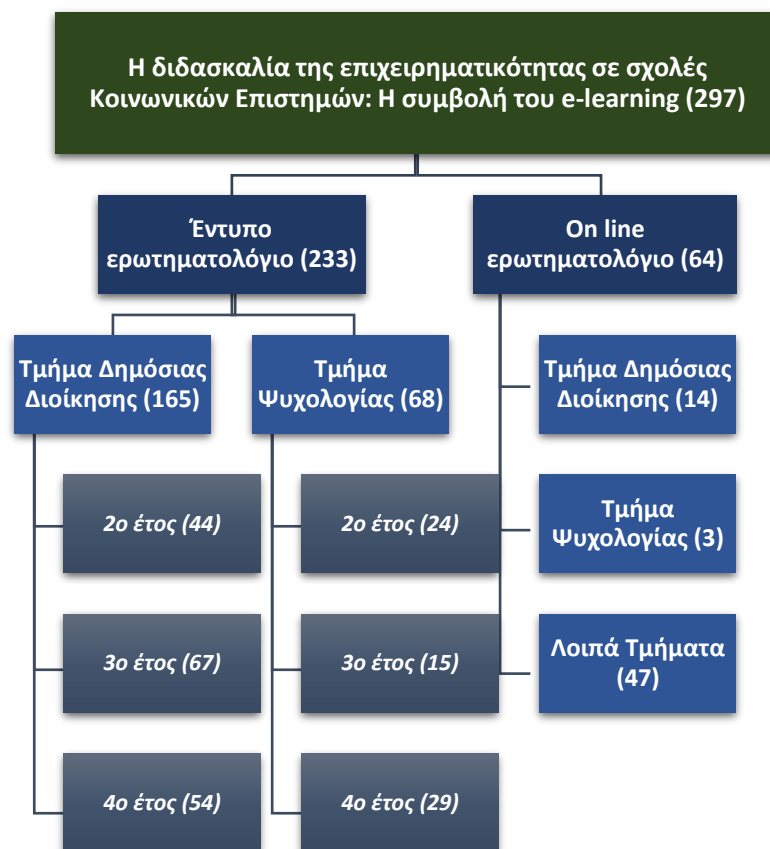 Η διδασκαλία της επιχειρηματικότητας σε σχολές
Κοινωνικών Επιστημών: Η συμβολή του e-learning (297)
Έντυπο
ερωτηματολόγιο (233)
On line
ερωτηματολόγιο (64)
Τμήμα Δημόσιας
Διοίκησης (165)
Τμήμα
Ψυχολογίας (68)
Τμήμα Δημόσιας
Διοίκησης (14)
2ο έτος (44)
2ο έτος (24)
Τμήμα
Ψυχολογίας (3)
3ο έτος (67)
3ο έτος (15)
Λοιπά Τμήματα
(47)
4ο έτος (54)
4ο έτος (29)